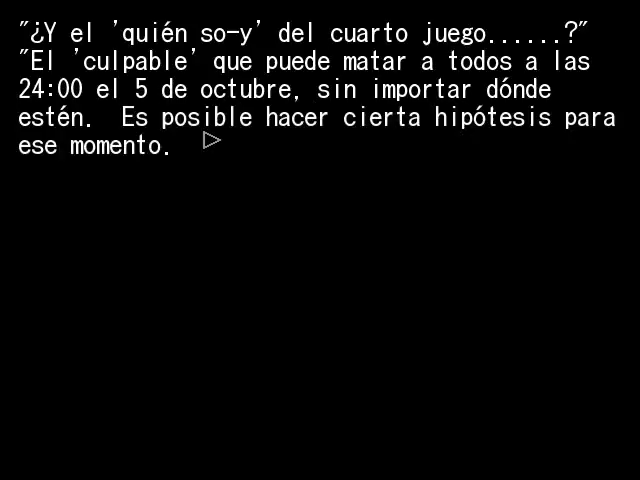 "¿Y el 'quién so-y' del cuarto juego......?"
"El 'culpable' que puede matar a todos a las
24:00 el 5 de octubre, sin importar dónde
estén.  Es posible hacer cierta hipótesis para
ese momento.